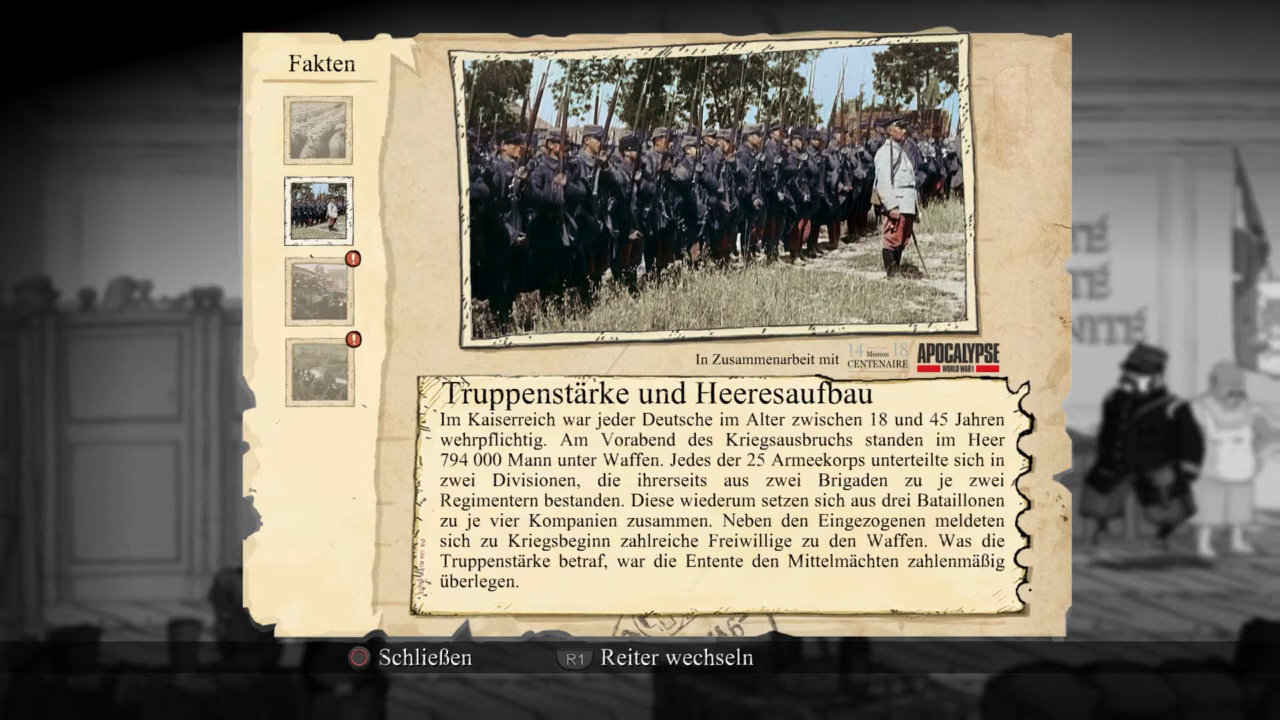 Fakten
In Zusammenarbeit mit
14 Mission 18
CENTENAIRE
APOCALYPSE
WORLD WAR I
Truppenstärke und Heeresaufbau
Im Kaiserreich war jeder Deutsche im Alter zwischen 18 und 45 Jahren
wehrpflichtig. Am Vorabend des Kriegsausbruchs standen im Heer
794 000 Mann unter Waffen. Jedes der 25 Armeekorps unterteilte sich in
zwei Divisionen, die ihrerseits aus zwei Brigaden zu je zwei
Regimentern bestanden. Diese wiederum setzen sich aus drei Bataillonen
zu je vier Kompanien zusammen. Neben den Eingezogenen meldeten
sich zu Kriegsbeginn zahlreiche Freiwillige zu den Waffen. Was die
Truppenstärke betraf, war die Entente den Mittelmächten zahlenmäßig
überlegen.
Schließen
R1 Reiter wechseln